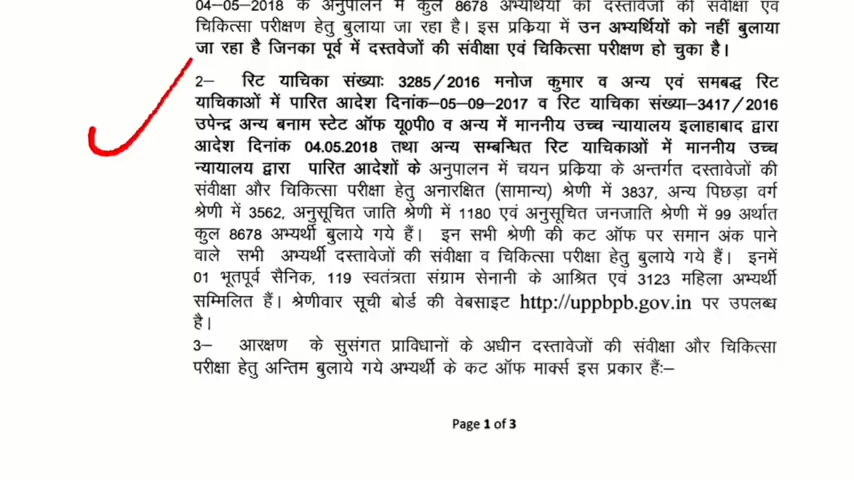 04-05-2018 के अनुपालन में कुल 8678 अभ्यर्थियों को दस्तावेजों की संवीक्षा एवं
चिकित्सा परीक्षण हेतु बुलाया जा रहा है। इस प्रक्रिया में उन अभ्यर्थियों को नहीं बुलाया
जा रहा है जिनका पूर्व में दस्तवेजों की संवीक्षा एवं चिकित्सा परीक्षण हो चुका है।
2– रिट याचिका संख्याः 3285/2016 मनोज कुमार व अन्य एवं समबद्ध रिट
याचिकाओं में पारित आदेश दिनांक-05-09-2017 व रिट याचिका संख्या-3417/2016
उपेन्द्र अन्य बनाम स्टेट ऑफ यू0पी0 व अन्य में माननीय उच्च न्यायालय इलाहाबाद द्वारा
आदेश दिनांक 04.05.2018 तथा अन्य सम्बन्धित रिट याचिकाओं में माननीय उच्च
न्यायालय द्वारा पारित आदेशों के अनुपालन में चयन प्रक्रिया के अन्तर्गत दस्तावेजों की
संवीक्षा और चिकित्सा परीक्षा हेतु अनारक्षित (सामान्य) श्रेणी में 3837, अन्य पिछड़ा वर्ग
श्रेणी में 3562, अनुसूचित जाति श्रेणी में 1180 एवं अनुसूचित जनजाति श्रेणी में 99 अर्थात
कुल 8678 अभ्यर्थी बुलाये गये हैं। इन सभी श्रेणी की कट ऑफ पर समान अंक पाने
वाले सभी अभ्यर्थी दस्तावेजों की संवीक्षा व चिकित्सा परीक्षा हेतु बुलाये गये हैं। इनमें
01 भूतपूर्व सैनिक, 119 स्वतंत्रता संग्राम सेनानी के आश्रित एवं 3123 महिला अभ्यर्थी
सम्मिलित हैं। श्रेणीवार सूची बोर्ड की वेबसाइट http://uppbpb.gov.in पर उपलब्ध
है।
3– आरक्षण के सुसंगत प्राविधानों के अधीन दस्तावेजों की संवीक्षा और चिकित्सा
परीक्षा हेतु अन्तिम बुलाये गये अभ्यर्थी के कट ऑफ मार्क्स इस प्रकार हैः–
Page 1 of 3